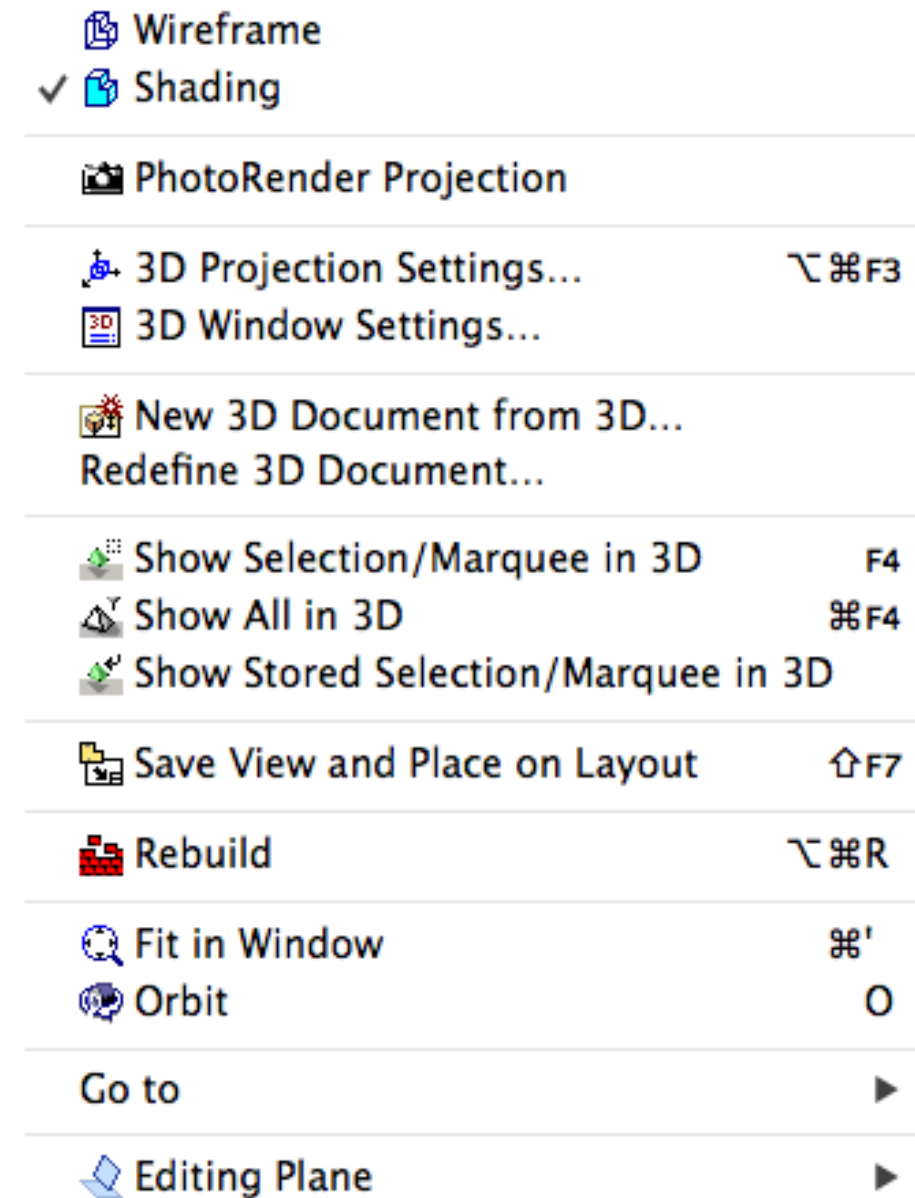 Wireframe
✓ Shading
PhotoRender Projection
3D Projection Settings... ⌥⌘F3
3D Window Settings...
New 3D Document from 3D...
Redefine 3D Document...
Show Selection/Marquee in 3D F4
Show All in 3D ⌘F4
Show Stored Selection/Marquee in 3D
Save View and Place on Layout ⇧F7
Rebuild ⌥⌘R
Fit in Window ⌘'
Orbit O
Go to ▶
Editing Plane ▶